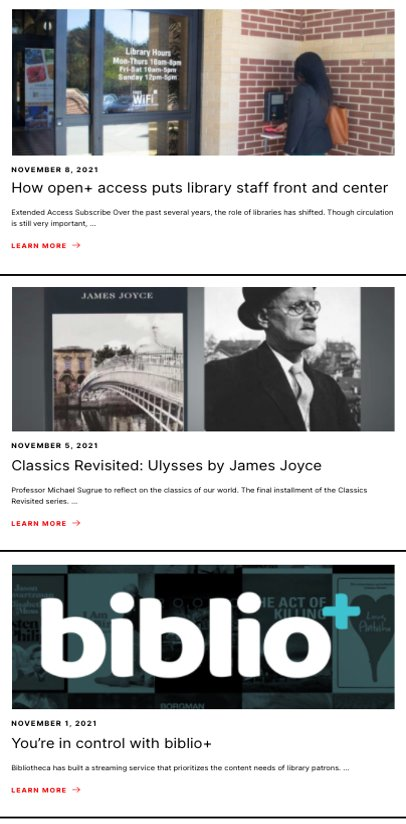 Library Hours
Mon-Thurs 10am-8pm
Fri-Sat 10am-5pm
Sunday 12pm-5pm
FREE
WiFi
NOVEMBER 8, 2021
How open+ access puts library staff front and center
Extended Access Subscribe Over the past several years, the role of libraries has shifted. Though circulation
is still very important, ...
LEARN MORE →
JAMES JOYCE
NOVEMBER 5, 2021
Classics Revisited: Ulysses by James Joyce
Professor Michael Sugrue to reflect on the classics of our world. The final installment of the Classics
Revisited series. ...
LEARN MORE →
THE ACT OF
KILLING
biblio+
Love,
BORGMAN
NOVEMBER 1, 2021
You're in control with biblio+
Bibliotheca has built a streaming service that prioritizes the content needs of library patrons. ...
LEARN MORE →